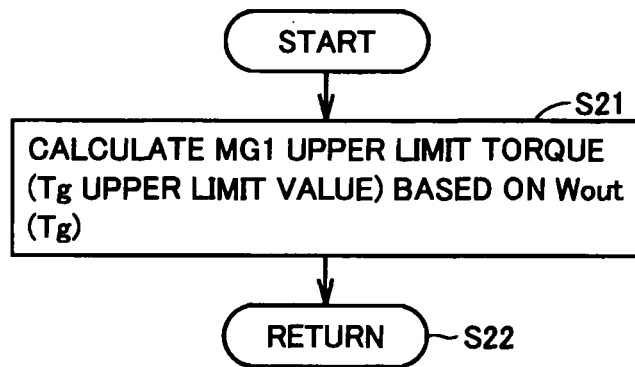 START
S21
CALCULATE MG1 UPPER LIMIT TORQUE
(Tg UPPER LIMIT VALUE) BASED ON Wout
(Tg)
RETURN
S22